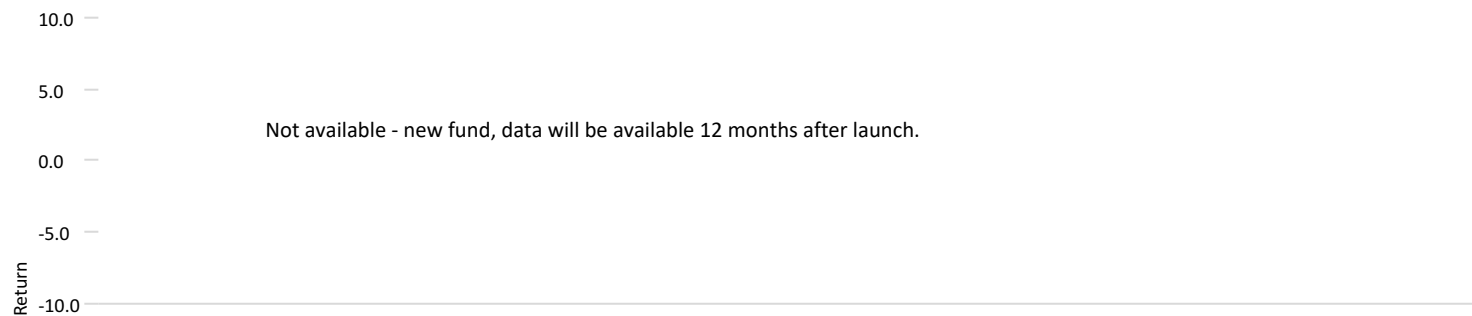 10.0
5.0
Not available - new fund, data will be available 12 months after launch.
0.0
-5.0
Return
-10.0